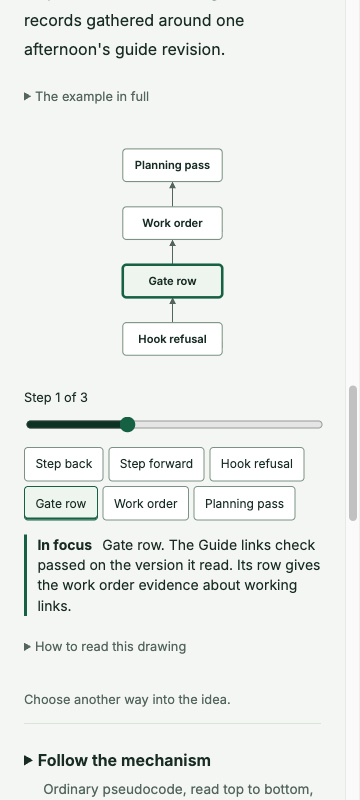 records gathered around one
afternoon's guide revision.
The example in full
Planning pass
Work order
Gate row
Hook refusal
Step 1 of 3
Step back
Step forward
Hook refusal
Gate row
Work order
Planning pass
In focus Gate row. The Guide links check
passed on the version it read. Its row gives
the work order evidence about working
links.
How to read this drawing
Choose another way into the idea.
Follow the mechanism
Ordinary pseudocode, read top to bottom,